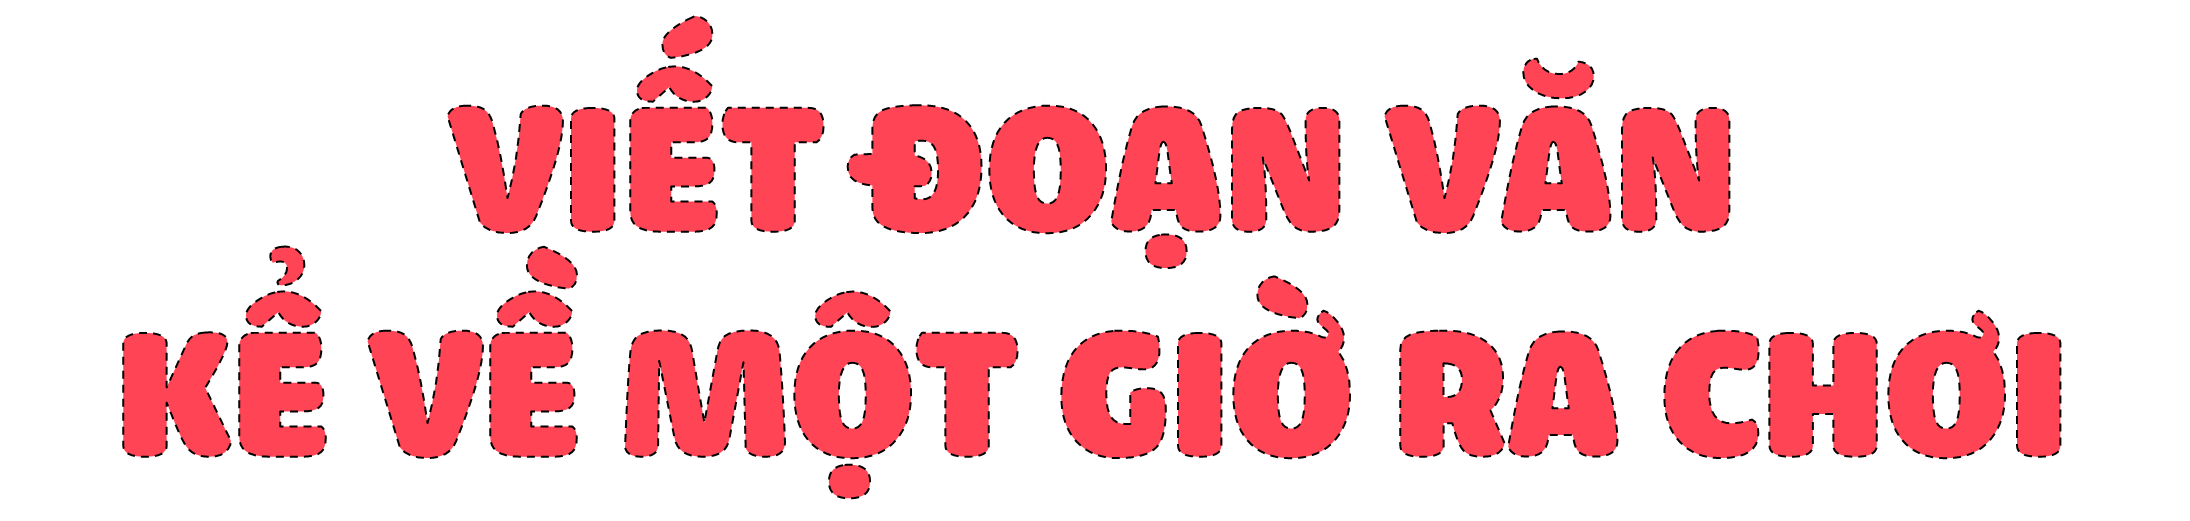 VIẾT ĐOẠN VĂN
KỂ VỀ MỘT GIỜ RA CHƠI